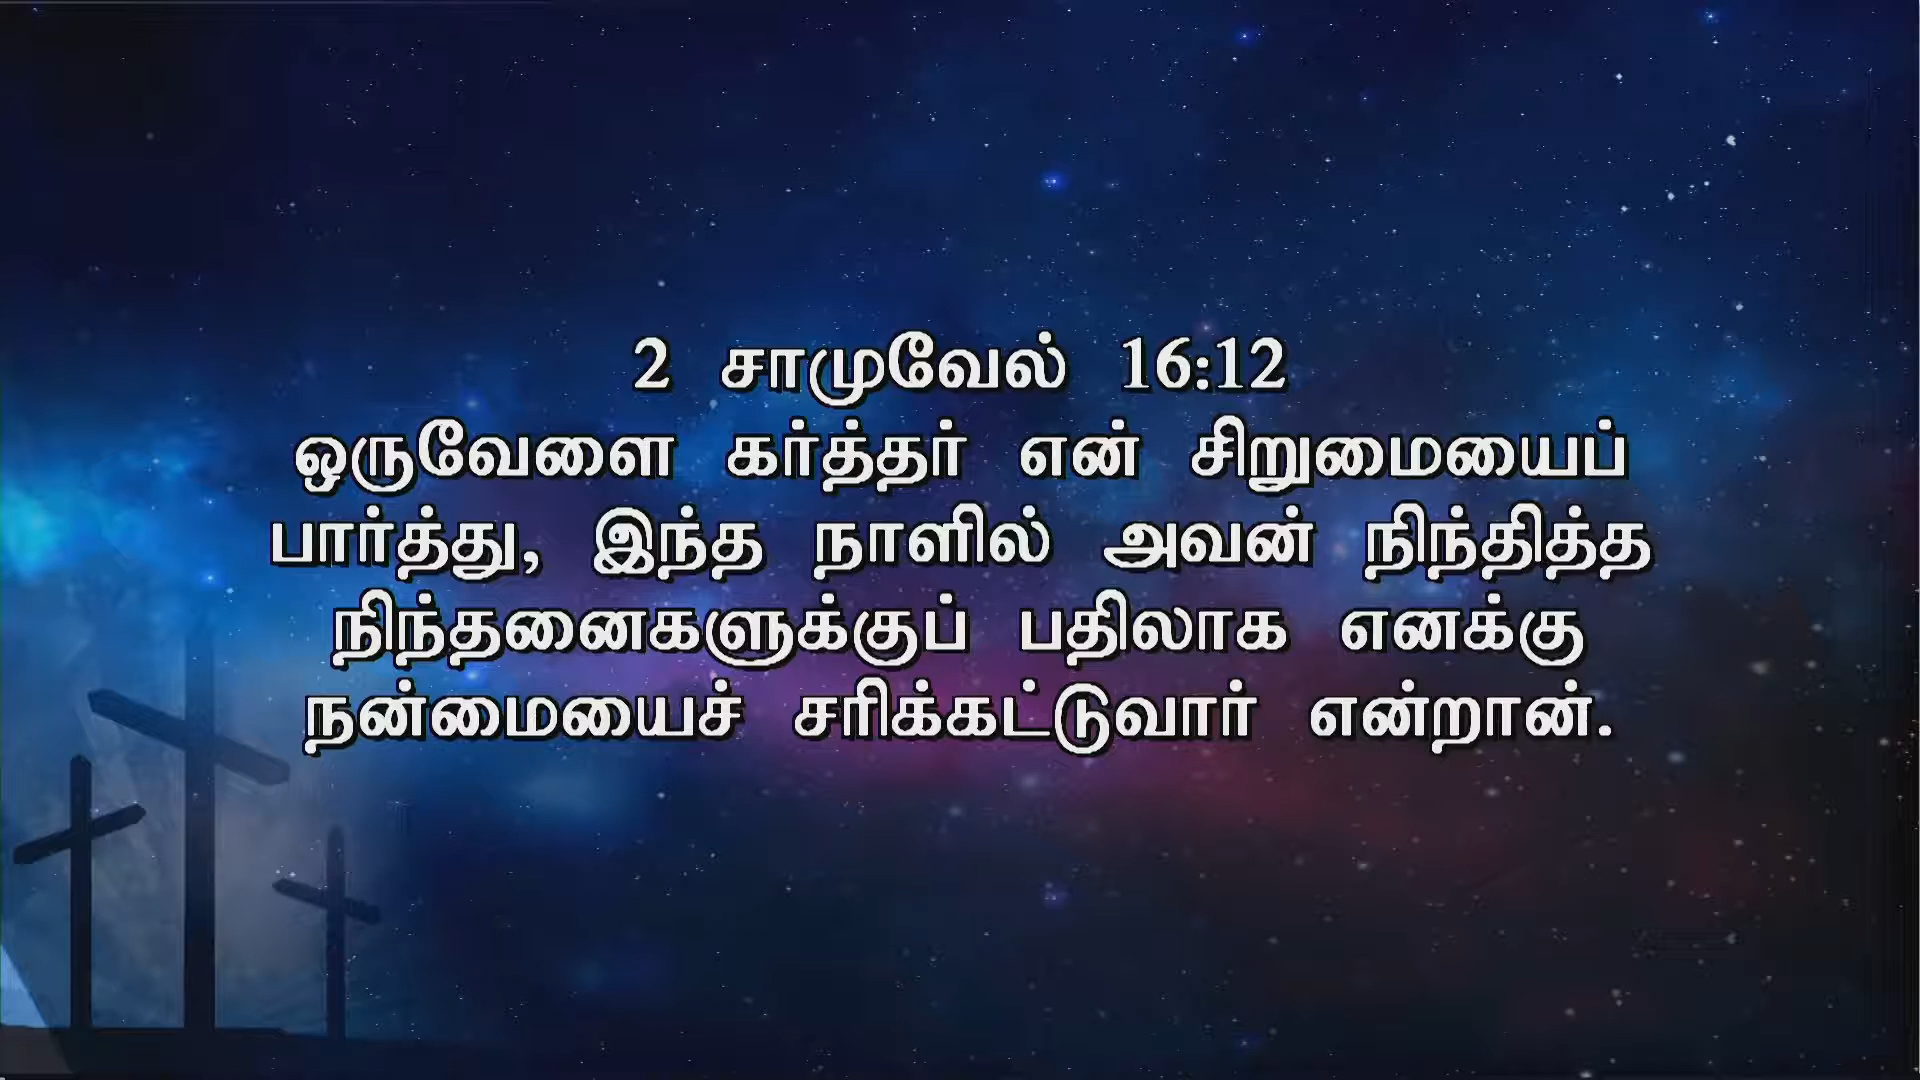 2 சாமுவேல் 16:12
ஒருவேளை கர்த்தர் என் சிறுமையைப்
பார்த்து, இந்த நாளில் அவன் நிந்தித்த
நிந்தனைகளுக்குப் பதிலாக எனக்கு
நன்மையைச் சரிக்கட்டுவார் என்றான்.